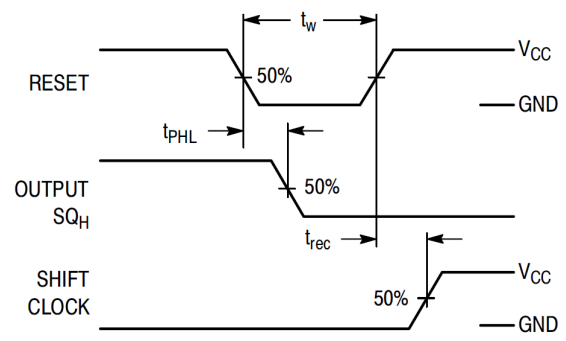 tw
VCC
RESET
50%
GND
tPHL
OUTPUT
SQH
50%
trec
SHIFT
CLOCK
50%
VCC
GND